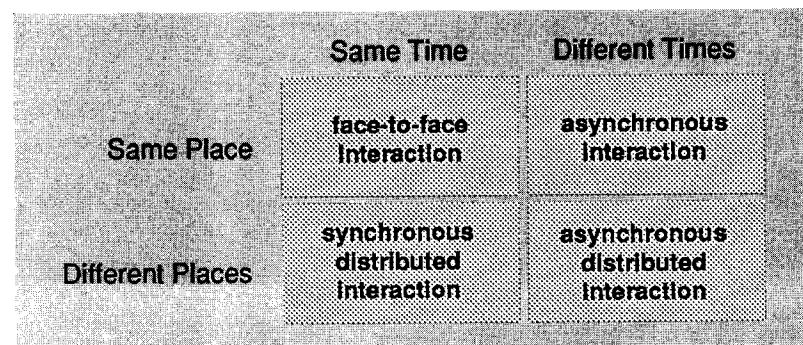 Same Time Different Times
Same Place
face-to-face
interaction
asynchronous
interaction
Different Places
synchronous
distributed
interaction
asynchronous
distributed
interaction